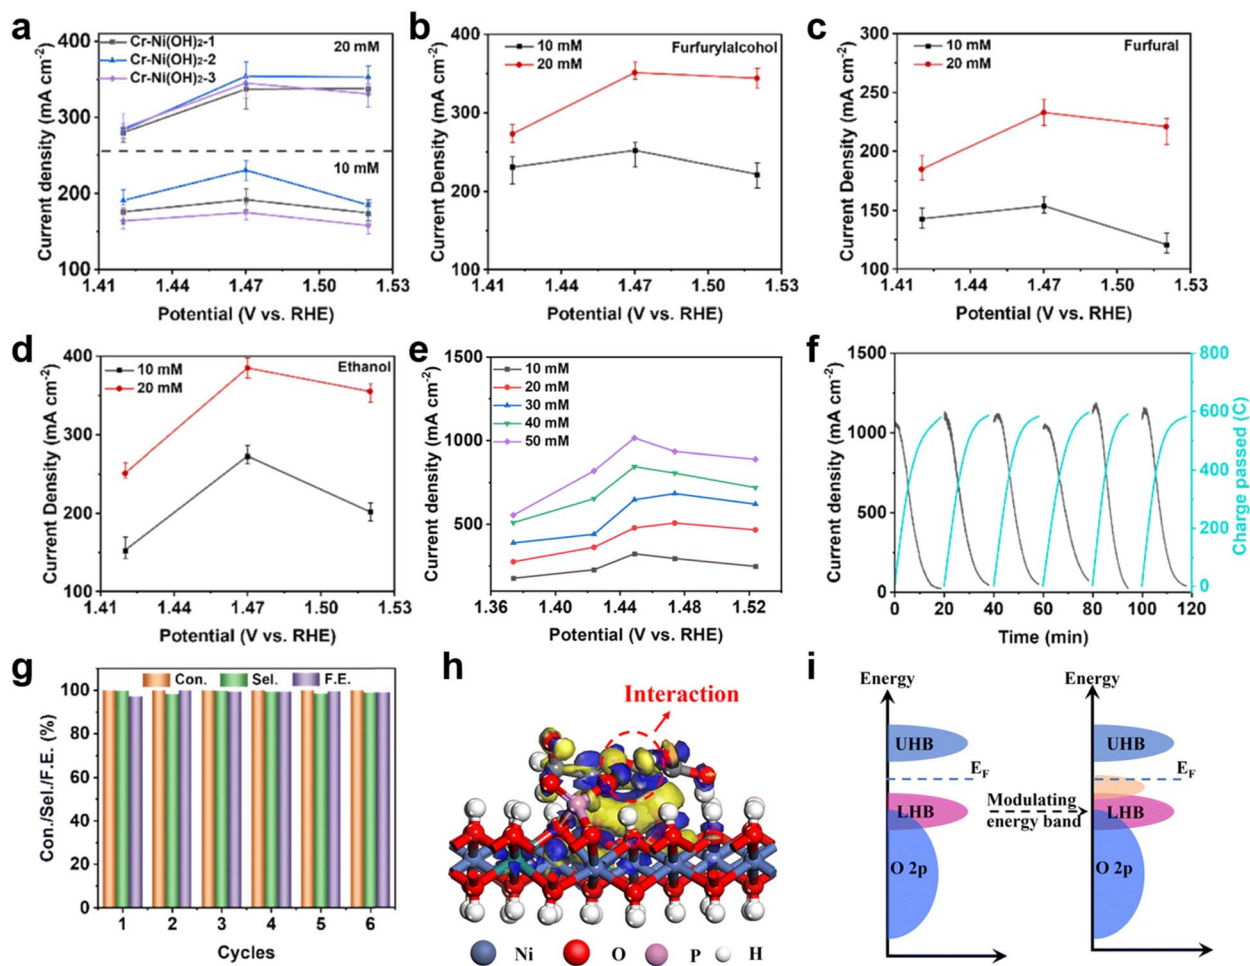 a
Current density (mA cm-2)
400
300
200
100
Cr-Ni(OH)2-1
Cr-Ni(OH)2-2
Cr-Ni(OH)2-3
20 mM
10 mM
1.41 1.44 1.47 1.50 1.53
Potential (V vs. RHE)
b
Current Density (mA cm-2)
400
300
200
100
10 mM
20 mM
Furfurylalcohol
1.41 1.44 1.47 1.50 1.53
Potential (V vs. RHE)
c
Current Density (mA cm-2)
300
250
200
150
100
10 mM
20 mM
Furfural
1.41 1.44 1.47 1.50 1.53
Potential (V vs. RHE)
d
Current Density (mA cm-2)
400
300
200
100
10 mM
20 mM
Ethanol
1.41 1.44 1.47 1.50 1.53
Potential (V vs. RHE)
e
Current density (mA cm-2)
1500
1000
500
10 mM
20 mM
30 mM
40 mM
50 mM
1.36 1.40 1.44 1.48 1.52
Potential (V vs. RHE)
f
Current density (mA cm-2)
1500
1000
500
0
800
600
400
200
0
Charge passed (C)
0 20 40 60 80 100 120
Time (min)
g
Con./Sel./F.E. (%)
100
80
60
40
20
0
Con. Sel. F.E.
1 2 3 4 5 6
Cycles
h
Interaction
Ni O P H
i
Energy
UHB
EF
LHB
O 2p
Modulating
energy band
Energy
UHB
EF
LHB
O 2p